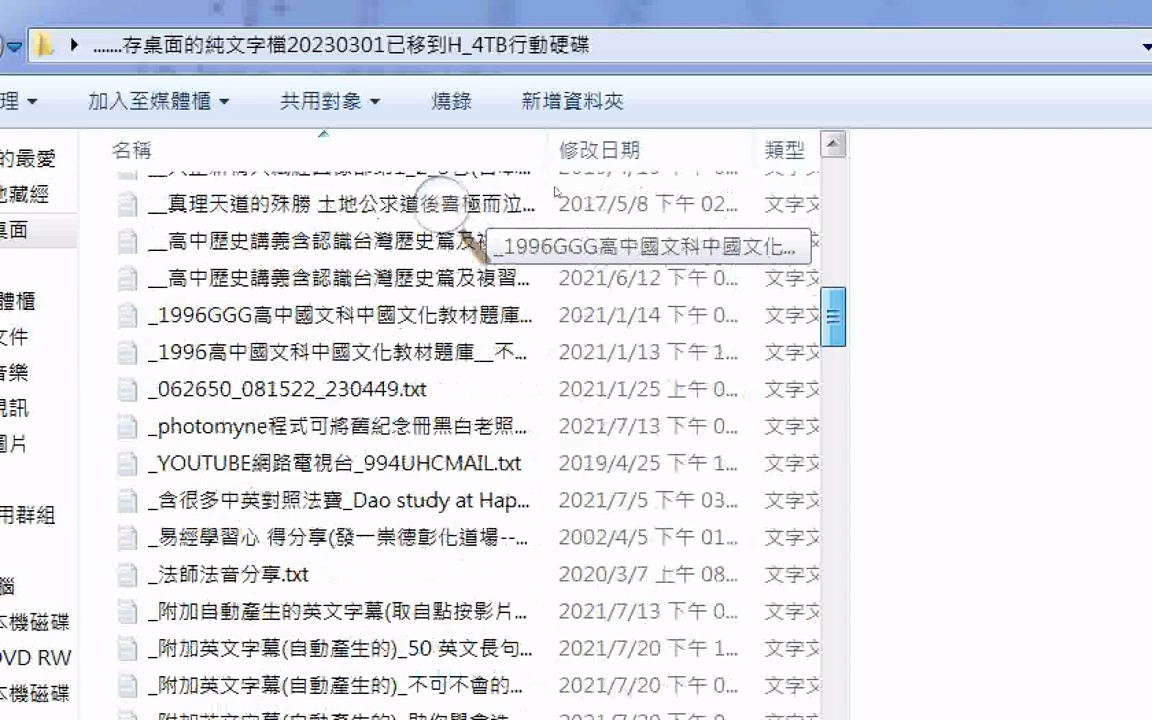 .......存桌面的純文字檔20230301已移到H_4TB行動硬碟
理 加入至媒體櫃 共用對象 燒錄 新增資料夾
名稱 修改日期 類型
的最愛
地藏經
桌面
體櫃
文件
音樂
視訊
圖片
用群組
腦
本機磁碟
DVD RW
本機磁碟
__真理天道的殊勝 土地公求道後喜極而泣... 2017/5/8 下午 02...
__高中歷史講義含認識台灣歷史篇及複
_1996GGG高中國文科中國文化...
__高中歷史講義含認識台灣歷史篇及複習... 2021/6/12 下午 0... 文字文
_1996GGG高中國文科中國文化教材題庫... 2021/1/14 下午 0... 文字文
_1996高中國文科中國文化教材題庫__不... 2021/1/13 下午 1... 文字文
_062650_081522_230449.txt 2021/1/25 上午 0... 文字文
_photomyne程式可將舊紀念冊黑白老照... 2021/7/13 下午 0... 文字文
_YOUTUBE網路電視台_994UHCMAIL.txt 2019/4/25 下午 1... 文字文
_含很多中英對照法寶_Dao study at Hap... 2021/7/5 下午 03... 文字文
_易經學習心 得分享(發一崇德彰化道場--... 2002/4/5 下午 01... 文字文
_法師法音分享.txt 2020/3/7 上午 08... 文字文
_附加自動產生的英文字幕(取自點按影片... 2021/7/13 下午 0... 文字文
_附加英文字幕(自動產生的)_50 英文長句... 2021/7/20 下午 1... 文字文
_附加英文字幕(自動產生的)_不可不會的... 2021/7/20 下午 0... 文字文